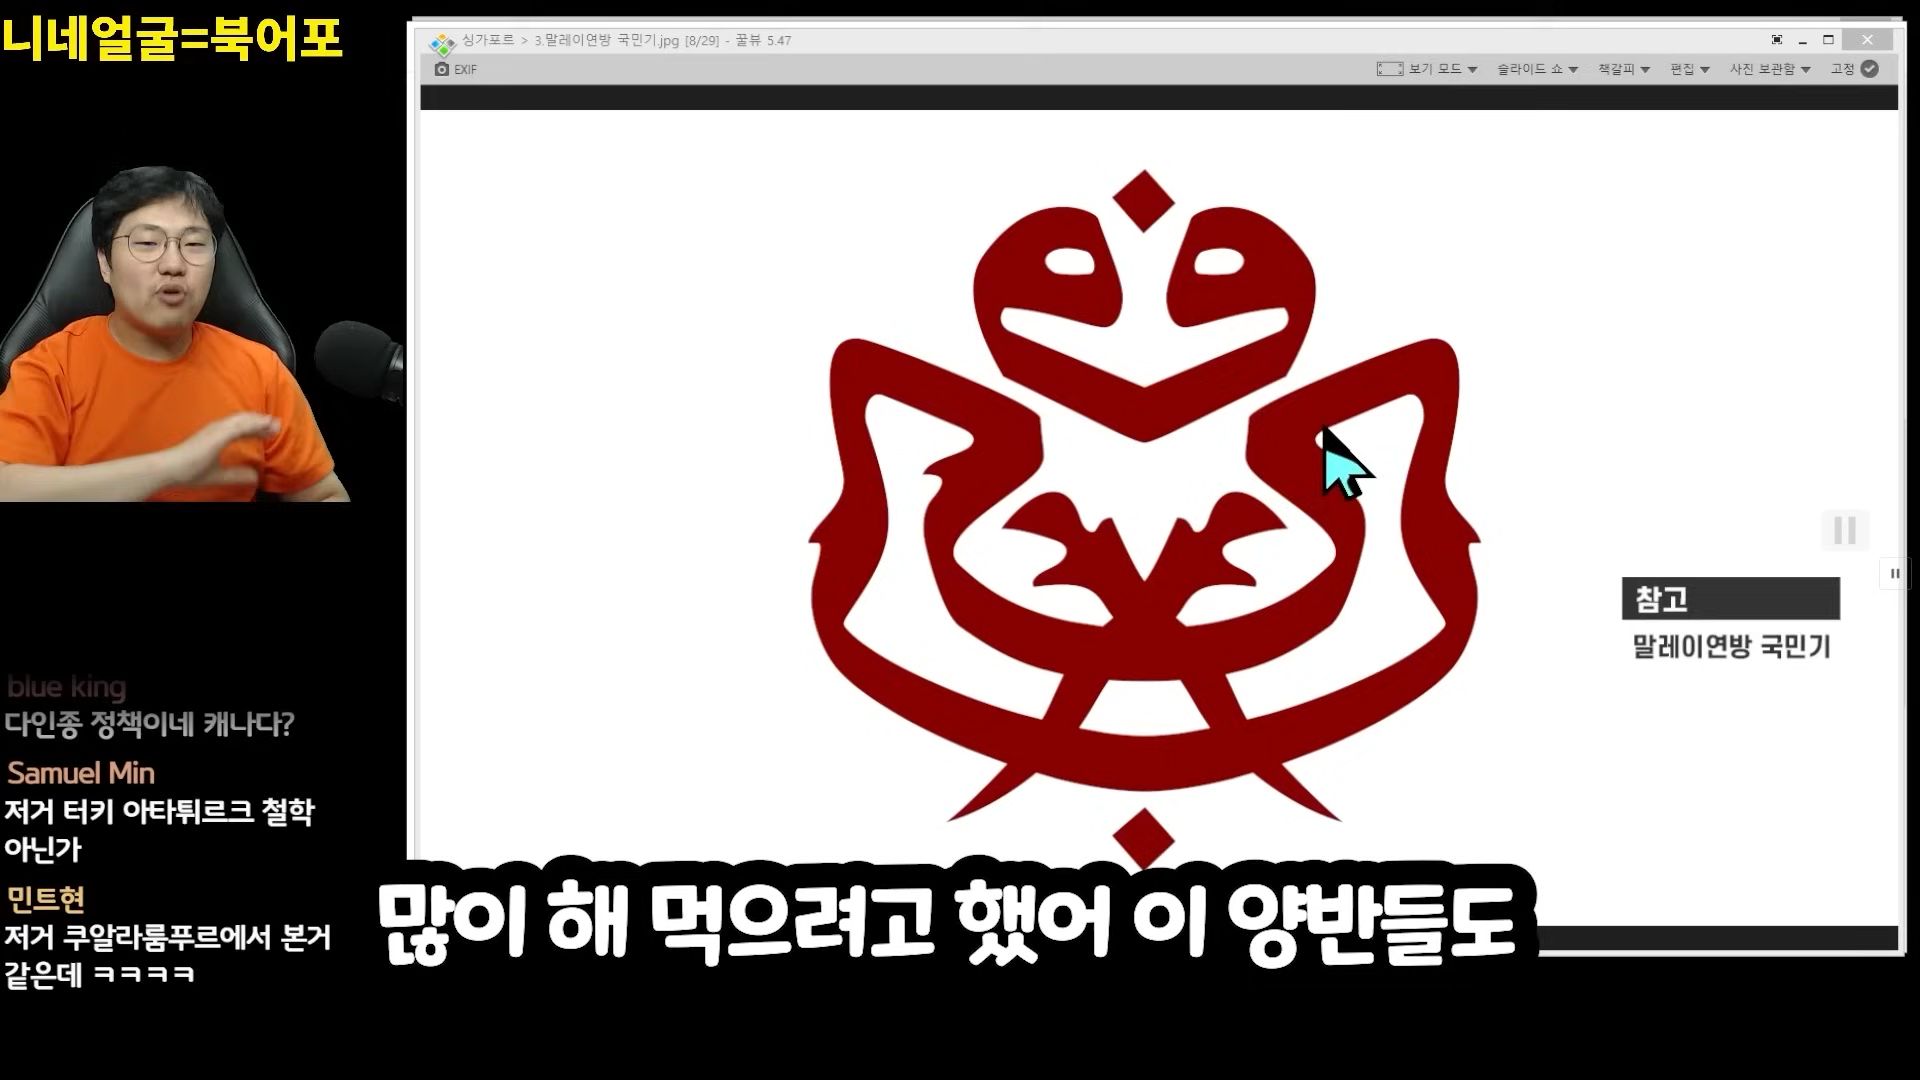 니네얼굴=북어포
싱가포르 > 3.말레이연방 국민기.jpg [8/29] - 꿀뷰 5.47
EXIF
보기 모드
슬라이드 쇼
책갈피
편집
사진 보관함
고정
참고
말레이연방 국민기
blue king
다인종 정책이네 캐나다?
Samuel Min
저거 터키 아타튀르크 철학
아닌가
민트현
저거 쿠알라룸푸르에서 본거
같은데 ㅋㅋㅋㅋ
많이 해 먹으려고 했어 이 양반들도